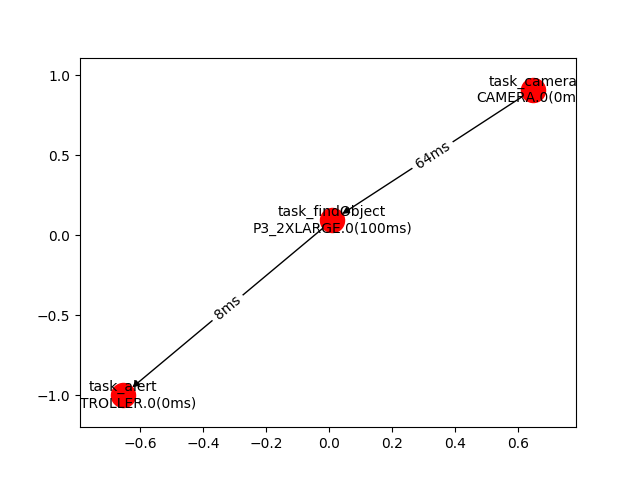 1.0
task_camera
CAMERA.0(0m
64ms
0.5
task_findObject
P3_2XLARGE.0(100ms)
0.0
8ms
−0.5
task_alert
TROLLER.0(0ms)
−1.0
−0.6 −0.4 −0.2 0.0 0.2 0.4 0.6